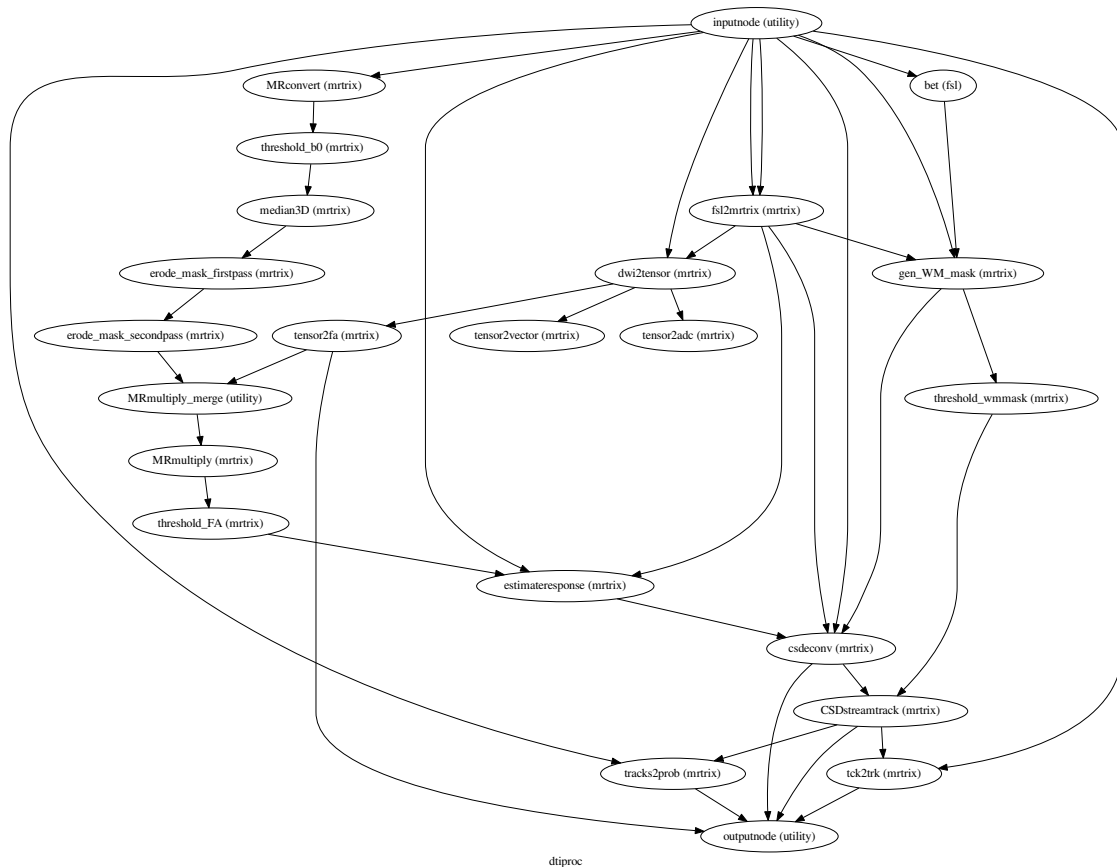 inputnode (utility)
MRconvert (mrtrix)
bet (fsl)
threshold_b0 (mrtrix)
median3D (mrtrix)
fsl2mrtrix (mrtrix)
erode_mask_firstpass (mrtrix)
dwi2tensor (mrtrix)
gen_WM_mask (mrtrix)
erode_mask_secondpass (mrtrix)
tensor2fa (mrtrix)
tensor2vector (mrtrix)
tensor2adc (mrtrix)
MRmultiply_merge (utility)
threshold_wmmask (mrtrix)
MRmultiply (mrtrix)
threshold_FA (mrtrix)
estimateresponse (mrtrix)
csdeconv (mrtrix)
CSDstreamtrack (mrtrix)
tracks2prob (mrtrix)
tck2trk (mrtrix)
outputnode (utility)
dtiproc